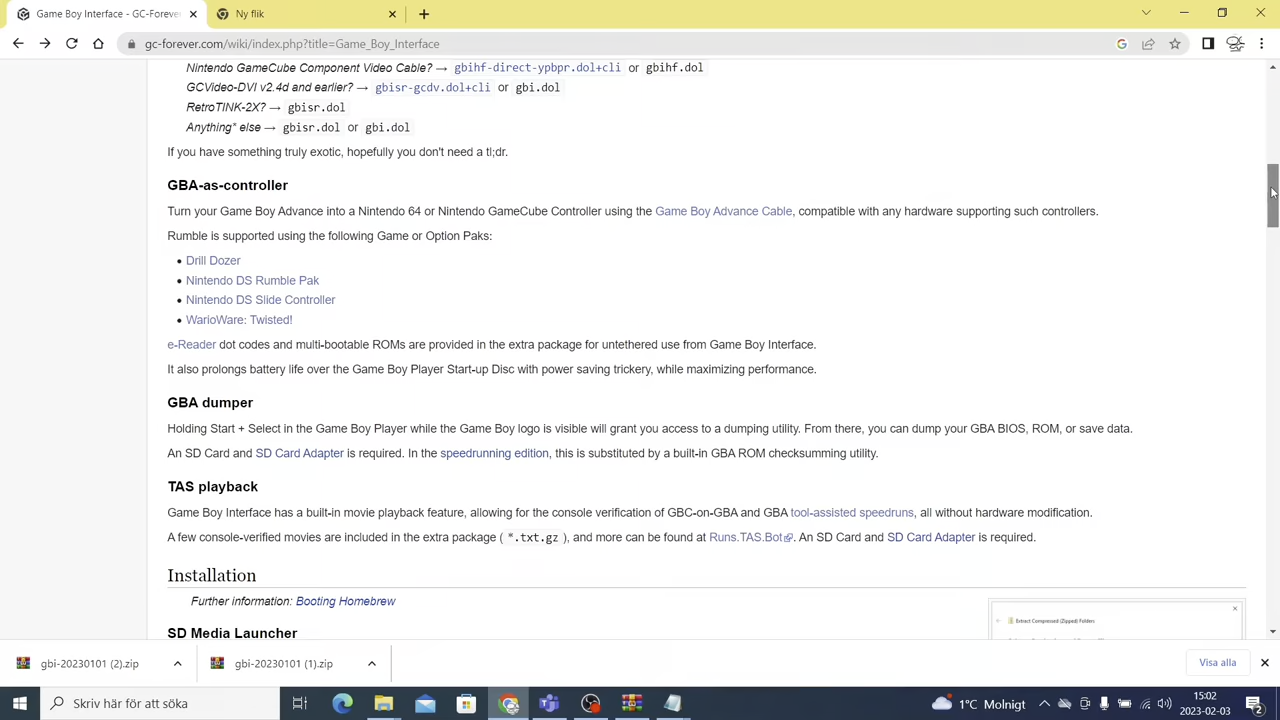 Game Boy Interface - GC-Forever
Ny flik
gc-forever.com/wiki/index.php?title=Game_Boy_Interface
Nintendo GameCube Component Video Cable? → gbihf-direct-ypbpr.dol+cli or gbihf.dol
GCVideo-DVI v2.4d and earlier? → gbisr-gcdv.dol+cli or gbi.dol
RetroTINK-2X? → gbisr.dol
Anything* else → gbisr.dol or gbi.dol
If you have something truly exotic, hopefully you don't need a tl;dr.
GBA-as-controller
Turn your Game Boy Advance into a Nintendo 64 or Nintendo GameCube Controller using the Game Boy Advance Cable, compatible with any hardware supporting such controllers.
Rumble is supported using the following Game or Option Paks:
• Drill Dozer
• Nintendo DS Rumble Pak
• Nintendo DS Slide Controller
• WarioWare: Twisted!
e-Reader dot codes and multi-bootable ROMs are provided in the extra package for untethered use from Game Boy Interface.
It also prolongs battery life over the Game Boy Player Start-up Disc with power saving trickery, while maximizing performance.
GBA dumper
Holding Start + Select in the Game Boy Player while the Game Boy logo is visible will grant you access to a dumping utility. From there, you can dump your GBA BIOS, ROM, or save data.
An SD Card and SD Card Adapter is required. In the speedrunning edition, this is substituted by a built-in GBA ROM checksumming utility.
TAS playback
Game Boy Interface has a built-in movie playback feature, allowing for the console verification of GBC-on-GBA and GBA tool-assisted speedruns, all without hardware modification.
A few console-verified movies are included in the extra package ( *.txt.gz ), and more can be found at Runs.TAS.Bot. An SD Card and SD Card Adapter is required.
Installation
Further information: Booting Homebrew
Extract Compressed (Zipped) Folders
SD Media Launcher
gbi-20230101 (2).zip
gbi-20230101 (1).zip
Visa alla
Skriv här för att söka
1°C Molnigt
15:02
2023-02-03
2